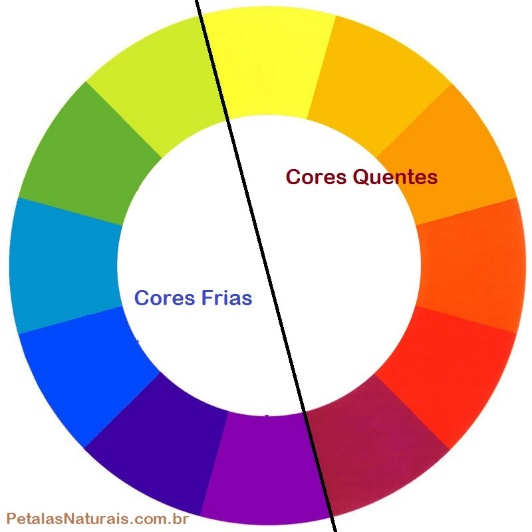 Cores Quentes
Cores Frias
PetalasNaturais.com.br